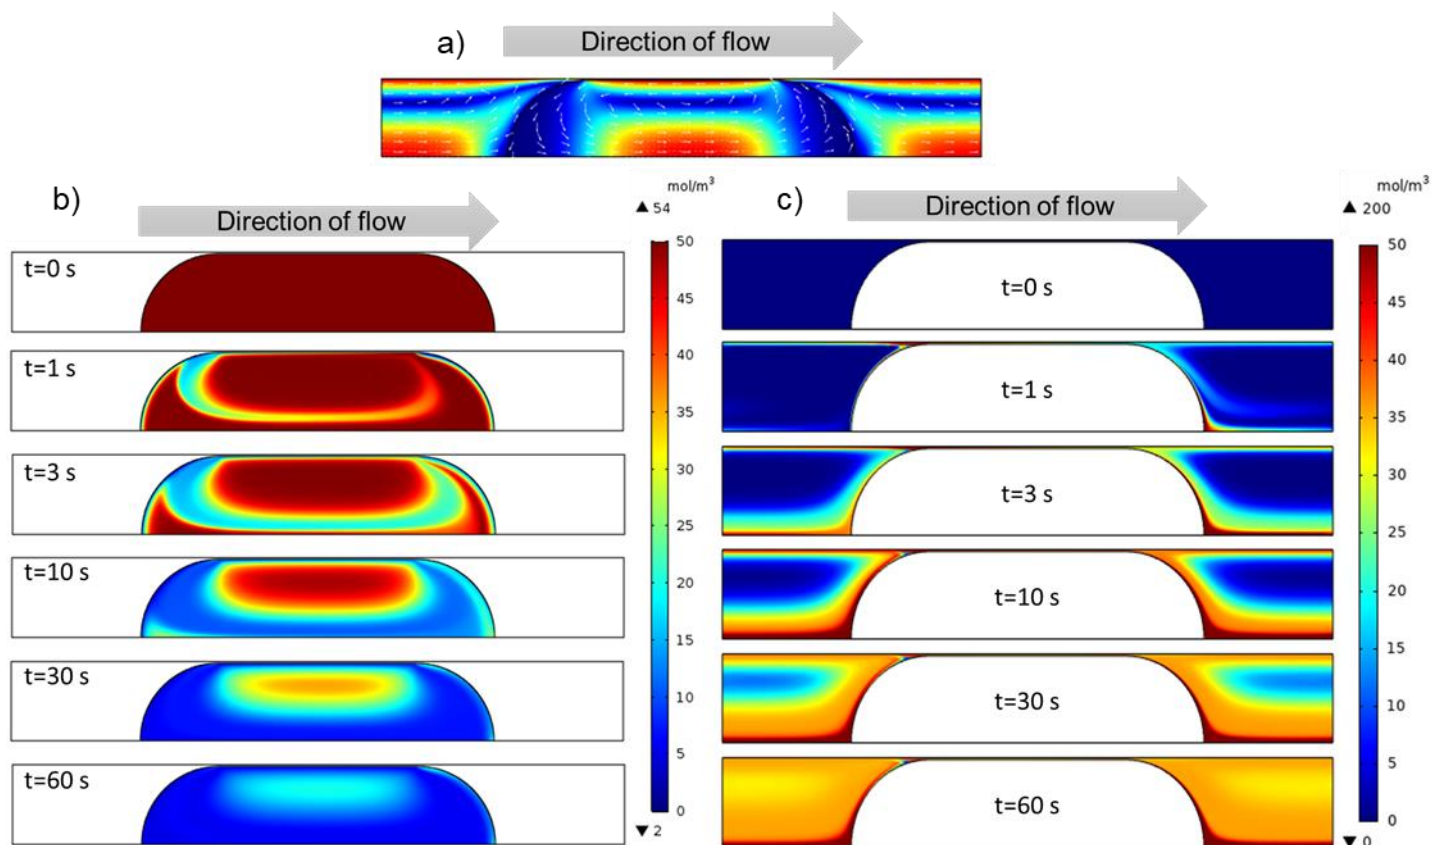 a)
Direction of flow
b)
Direction of flow
mol/m³
▲ 54
50
45
40
35
30
25
20
15
10
5
0
▼ 2
t=0 s
t=1 s
t=3 s
t=10 s
t=30 s
t=60 s
c)
Direction of flow
mol/m³
▲ 200
50
45
40
35
30
25
20
15
10
5
0
▼ 0
t=0 s
t=1 s
t=3 s
t=10 s
t=30 s
t=60 s